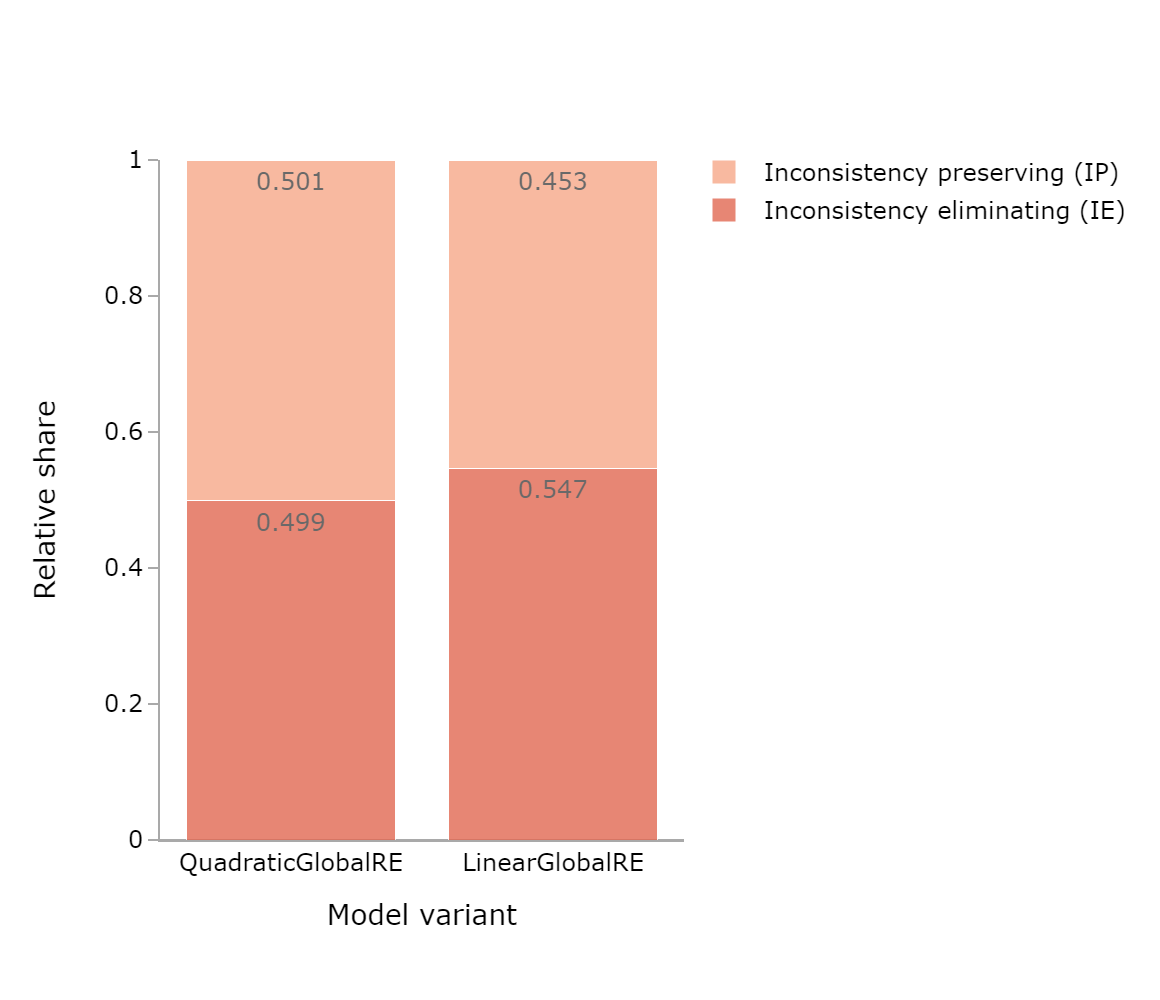 1
0.8
0.6
0.4
0.2
0
Relative share
0.501
0.453
0.499
0.547
QuadraticGlobalRE
LinearGlobalRE
Model variant
Inconsistency preserving (IP)
Inconsistency eliminating (IE)